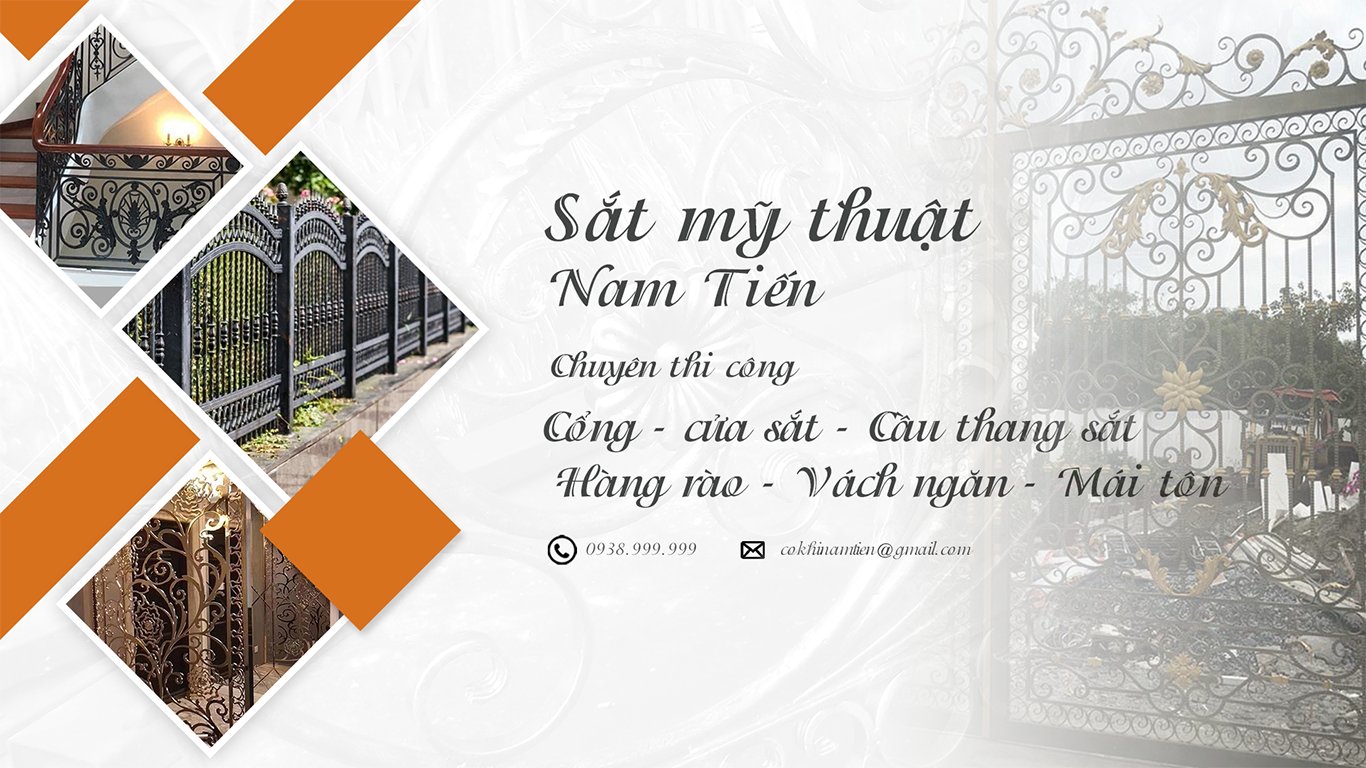 Sắt mỹ thuật
Nam Tiến
Chuyên thi công
Cổng - cửa sắt - Cầu thang sắt
Hàng rào - Vách ngăn - Mái tôn
0938.999.999
cokhinamtien@gmail.com